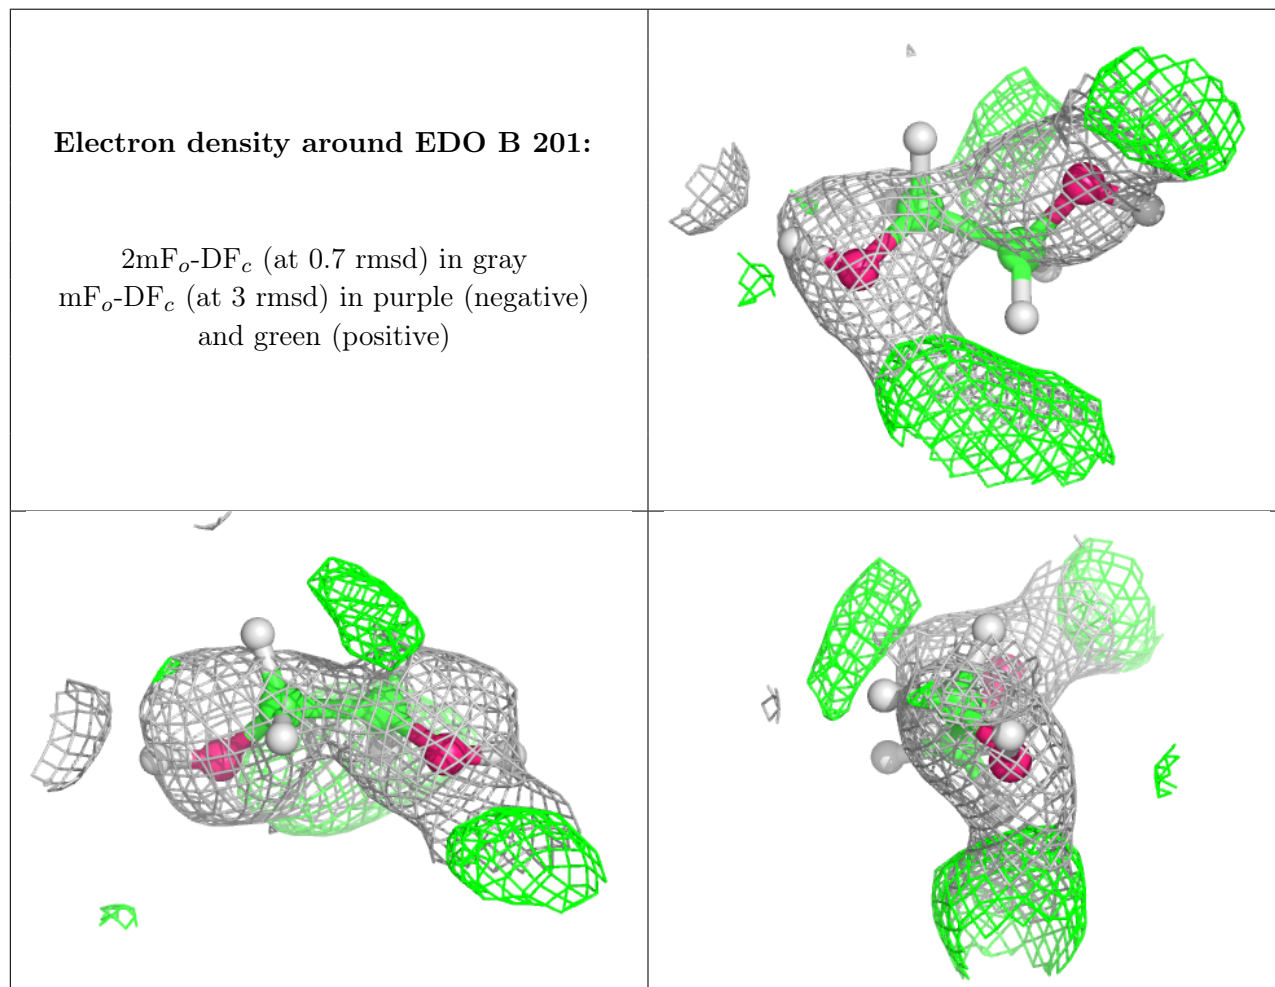 Electron density around EDO B 201:
2mFo-DFc (at 0.7 rmsd) in gray
mFo-DFc (at 3 rmsd) in purple (negative)
and green (positive)